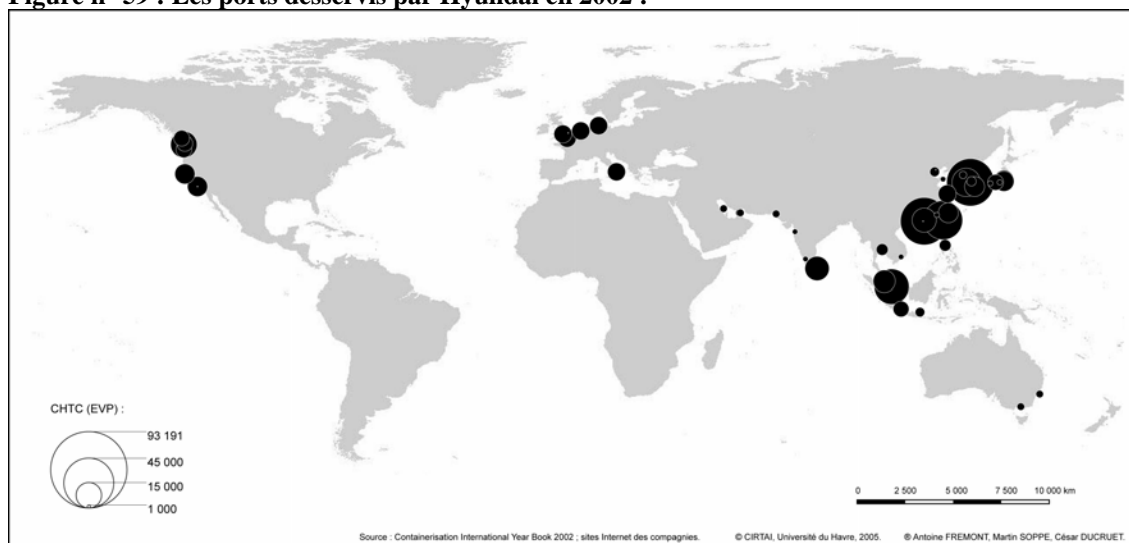 Figure n° 59 : Les ports desservis par Hyundai en 2002 :
CHTC (EVP) :
93 191
45 000
15 000
1 000
0 2 500 5 000 7 500 10 000 km
Source : Containerisation International Year Book 2002 ; sites Internet des compagnies. © CIRTAI, Université du Havre, 2005. ® Antoine FREMONT, Martin SOPPE, César DUCRUET.